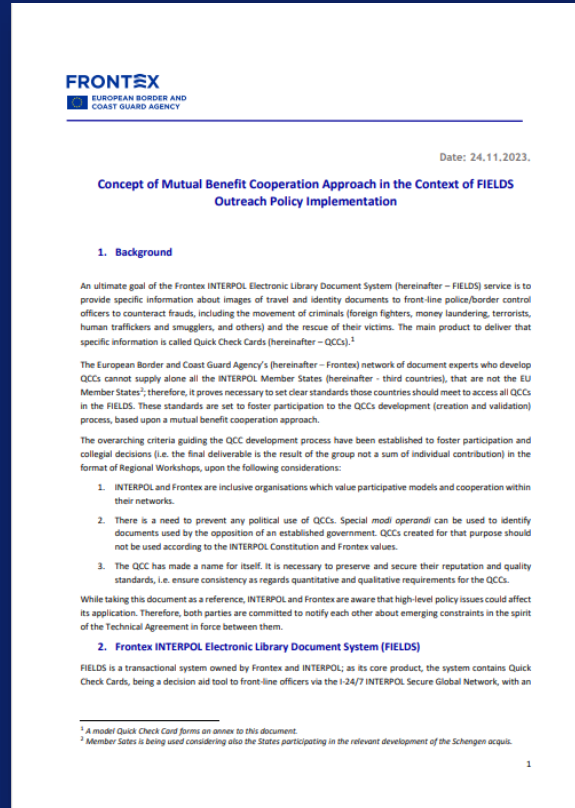 FRONTEX
EUROPEAN BORDER AND
COAST GUARD AGENCY
Date: 24.11.2023.
Concept of Mutual Benefit Cooperation Approach in the Context of FIELDS
Outreach Policy Implementation
1. Background
An ultimate goal of the Frontex INTERPOL Electronic Library Document System (hereinafter – FIELDS) service is to
provide specific information about images of travel and identity documents to front-line police/border control
officers to counteract frauds, including the movement of criminals (foreign fighters, money laundering, terrorists,
human traffickers and smugglers, and others) and the rescue of their victims. The main product to deliver that
specific information is called Quick Check Cards (hereinafter – QCCs).1
The European Border and Coast Guard Agency's (hereinafter – Frontex) network of document experts who develop
QCCs cannot supply alone all the INTERPOL Member States (hereinafter - third countries), that are not the EU
Member States2; therefore, it proves necessary to set clear standards those countries should meet to access all QCCs
in the FIELDS. These standards are set to foster participation to the QCCs development (creation and validation)
process, based upon a mutual benefit cooperation approach.
The overarching criteria guiding the QCC development process have been established to foster participation and
collegial decisions (i.e. the final deliverable is the result of the group not a sum of individual contribution) in the
format of Regional Workshops, upon the following considerations:
1. INTERPOL and Frontex are inclusive organisations which value participative models and cooperation within
their networks.
2. There is a need to prevent any political use of QCCs. Special modi operandi can be used to identify
documents used by the opposition of an established government. QCCs created for that purpose should
not be used according to the INTERPOL Constitution and Frontex values.
3. The QCC has made a name for itself. It is necessary to preserve and secure their reputation and quality
standards, i.e. ensure consistency as regards quantitative and qualitative requirements for the QCCs.
While taking this document as a reference, INTERPOL and Frontex are aware that high-level policy issues could affect
its application. Therefore, both parties are committed to notify each other about emerging constraints in the spirit
of the Technical Agreement in force between them.
2. Frontex INTERPOL Electronic Library Document System (FIELDS)
FIELDS is a transactional system owned by Frontex and INTERPOL; as its core product, the system contains Quick
Check Cards, being a decision aid tool to front-line officers via the I-24/7 INTERPOL Secure Global Network, with an
1 A model Quick Check Card forms an annex to this document.
2 Member Sates is being used considering also the States participating in the relevant development of the Schengen acquis.
1